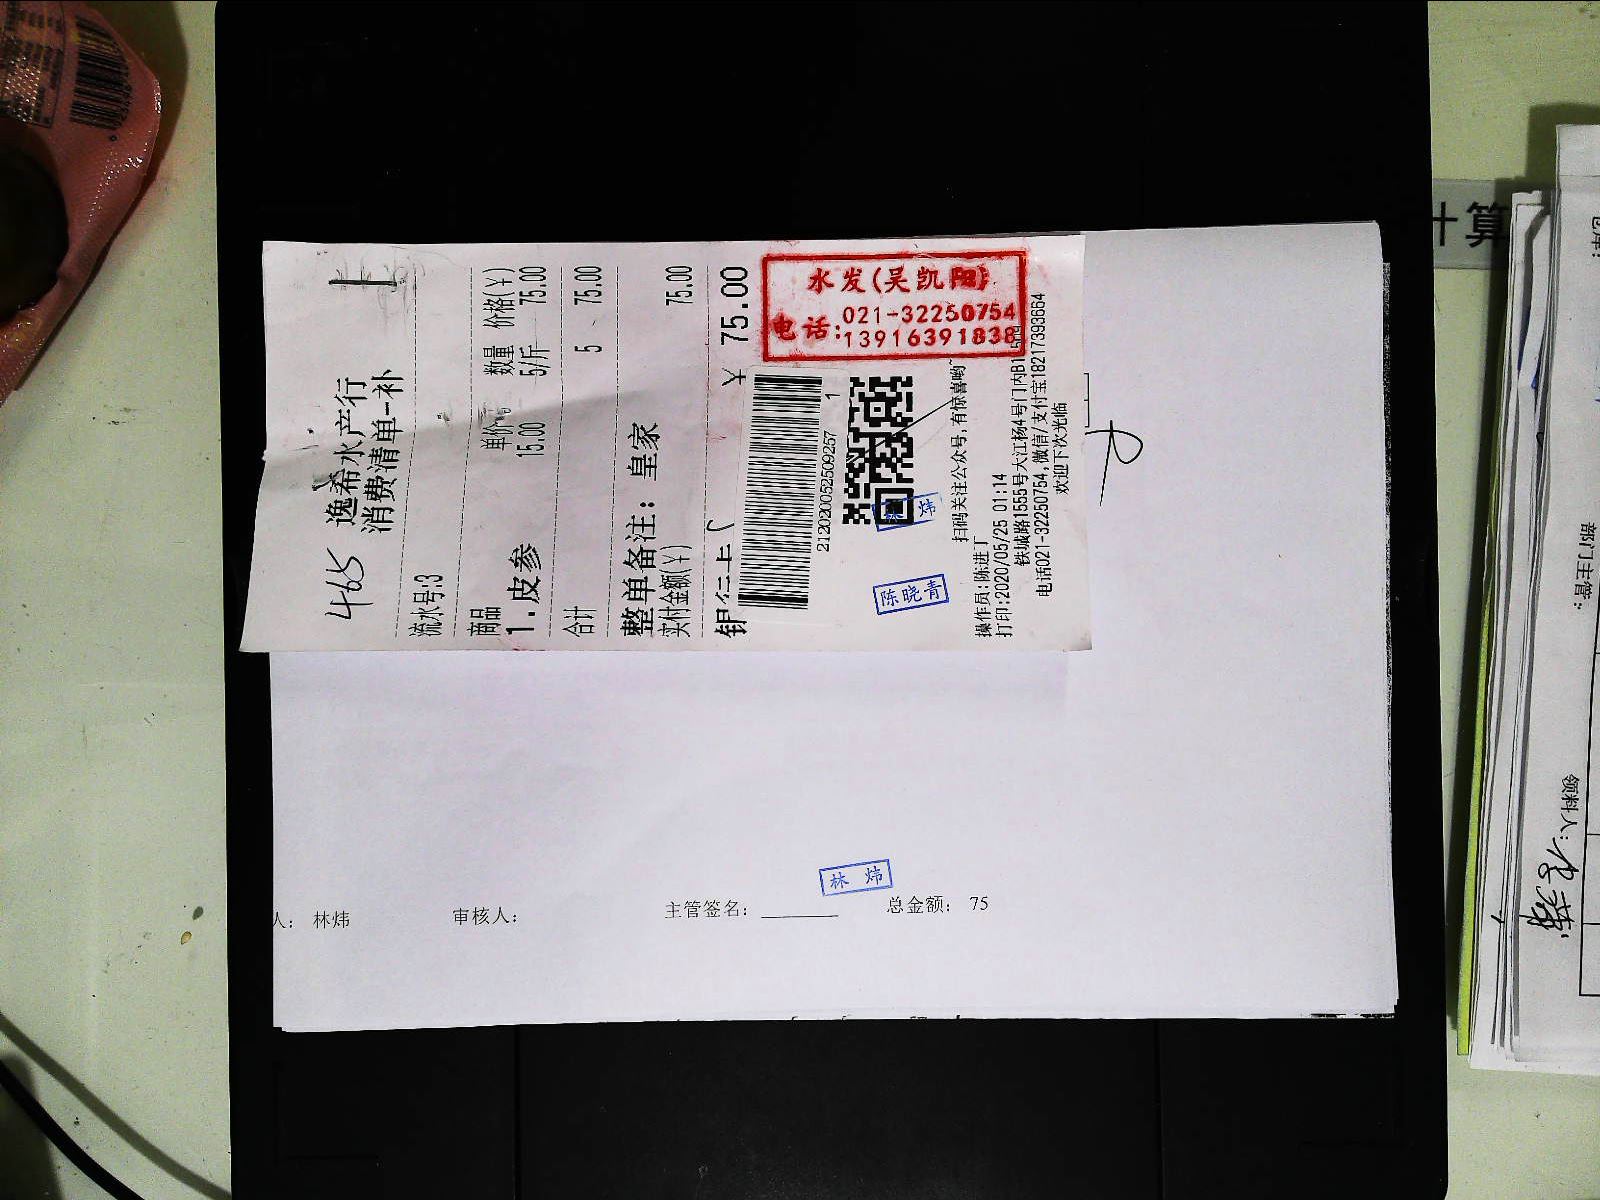 465
逸希水产行
消费清单-补
流水号:3
商品 单价 数量 价格(¥)
1.皮参 15.00 5/斤 75.00
合计 5 75.00
整单备注: 皇家
实付金额(¥) 75.00
75.00
水发(吴凯阳)
电话:021-32250754
13916391838
2120200525209257 1
林 炜
陈晓青
扫码关注公众号,有惊喜哟~
操作员:陈进丁
打印:2020/05/25 01:14
铁城路1555号大江杨4号门内
电话021-32250754,微信/支付宝18217393664
欢迎下次光临
林 炜
人: 林炜 审核人: 主管签名: 总金额: 75
计算
部门主管:
领料人: